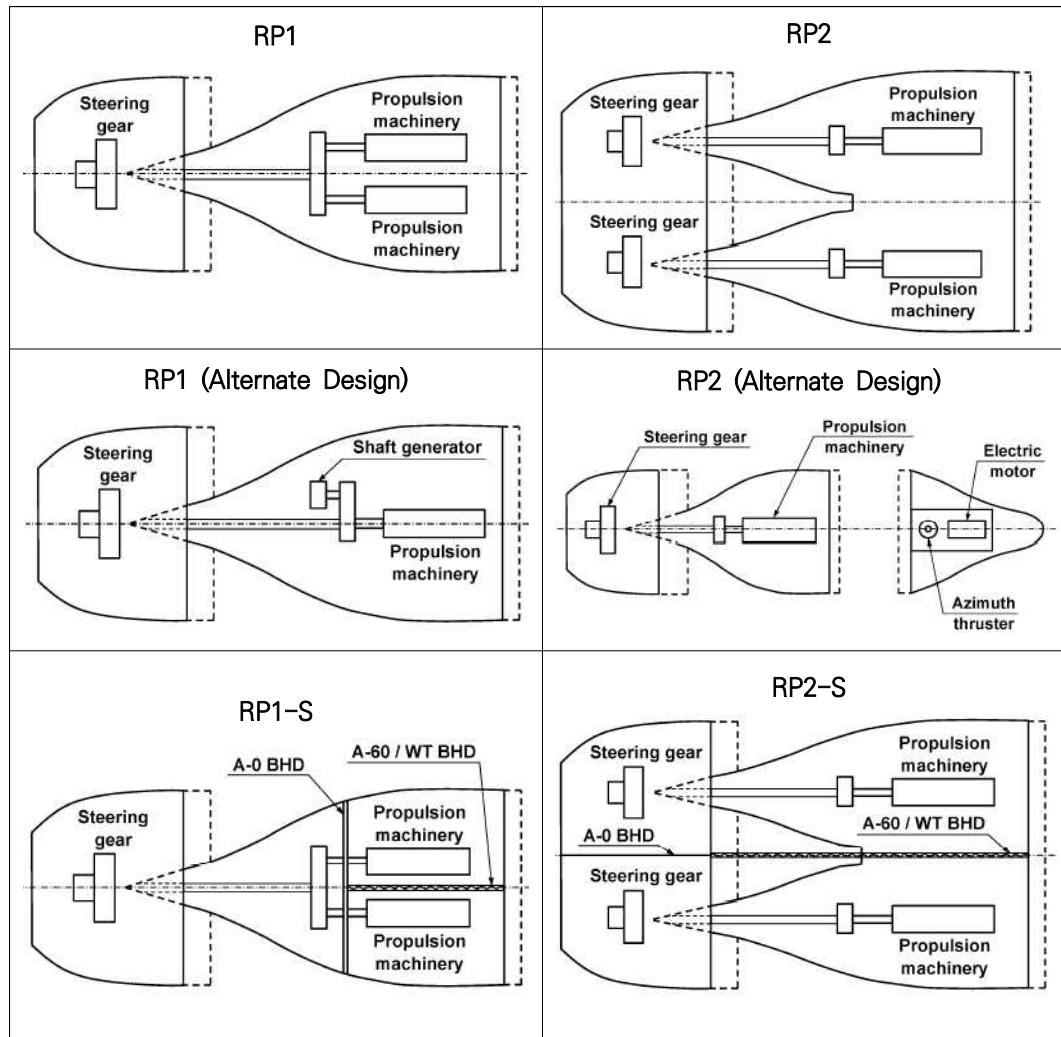 RP1
Steering
gear
Propulsion
machinery
Propulsion
machinery
RP2
Steering gear
Propulsion
machinery
Steering gear
Propulsion
machinery
RP1 (Alternate Design)
Steering
gear
Shaft generator
Propulsion
machinery
RP2 (Alternate Design)
Steering gear
Propulsion
machinery
Electric
motor
Azimuth
thruster
RP1-S
A-0 BHD
A-60 / WT BHD
Steering
gear
Propulsion
machinery
Propulsion
machinery
RP2-S
Steering gear
Propulsion
machinery
A-0 BHD
A-60 / WT BHD
Steering gear
Propulsion
machinery